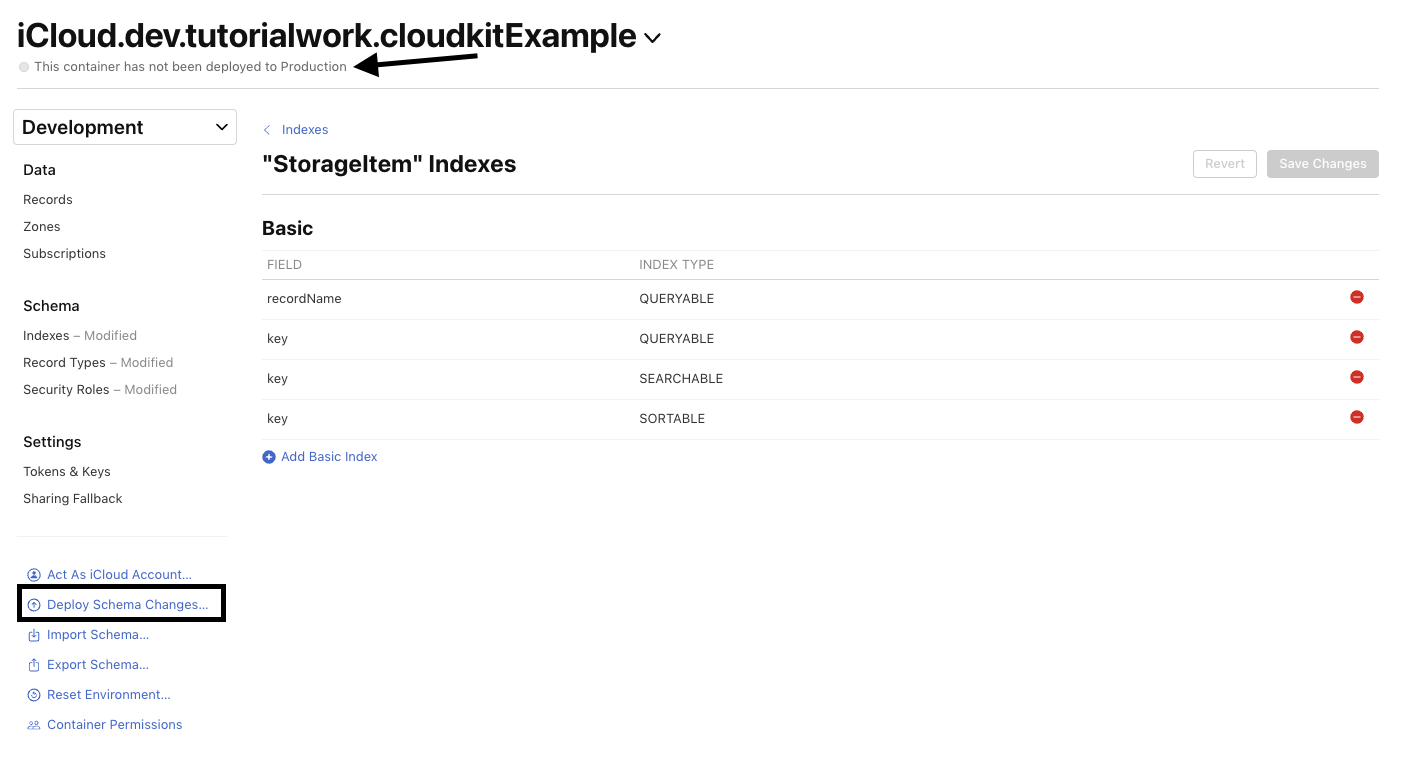 iCloud.dev.tutorialwork.cloudkitExample
This container has not been deployed to Production
Development
Data
Records
Zones
Subscriptions
Schema
Indexes – Modified
Record Types – Modified
Security Roles – Modified
Settings
Tokens & Keys
Sharing Fallback
Act As iCloud Account...
Deploy Schema Changes...
Import Schema...
Export Schema...
Reset Environment...
Container Permissions
Indexes
"StorageItem" Indexes
Revert
Save Changes
Basic
FIELD INDEX TYPE
recordName QUERYABLE
key QUERYABLE
key SEARCHABLE
key SORTABLE
Add Basic Index